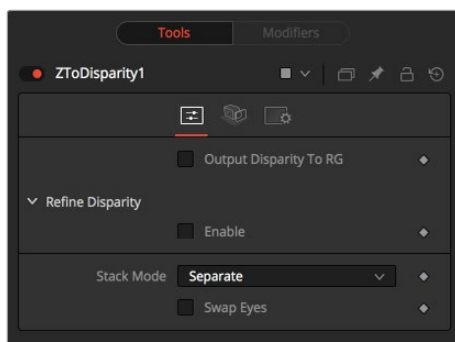 Tools Modifiers
ZToDisparity1
Output Disparity To RG
Refine Disparity
Enable
Stack Mode Separate
Swap Eyes